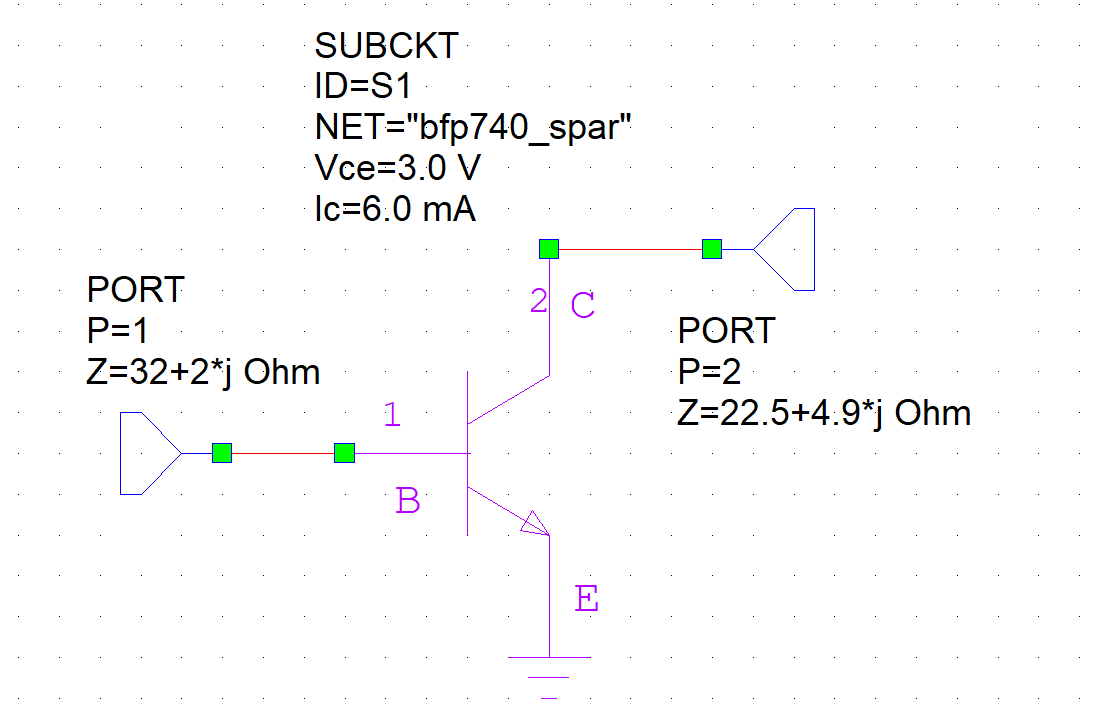 SUBCKT
ID=S1
NET="bfp740_spar"
Vce=3.0 V
Ic=6.0 mA
PORT
P=1
Z=32+2*j Ohm
2 C
PORT
P=2
Z=22.5+4.9*j Ohm
1
B
E